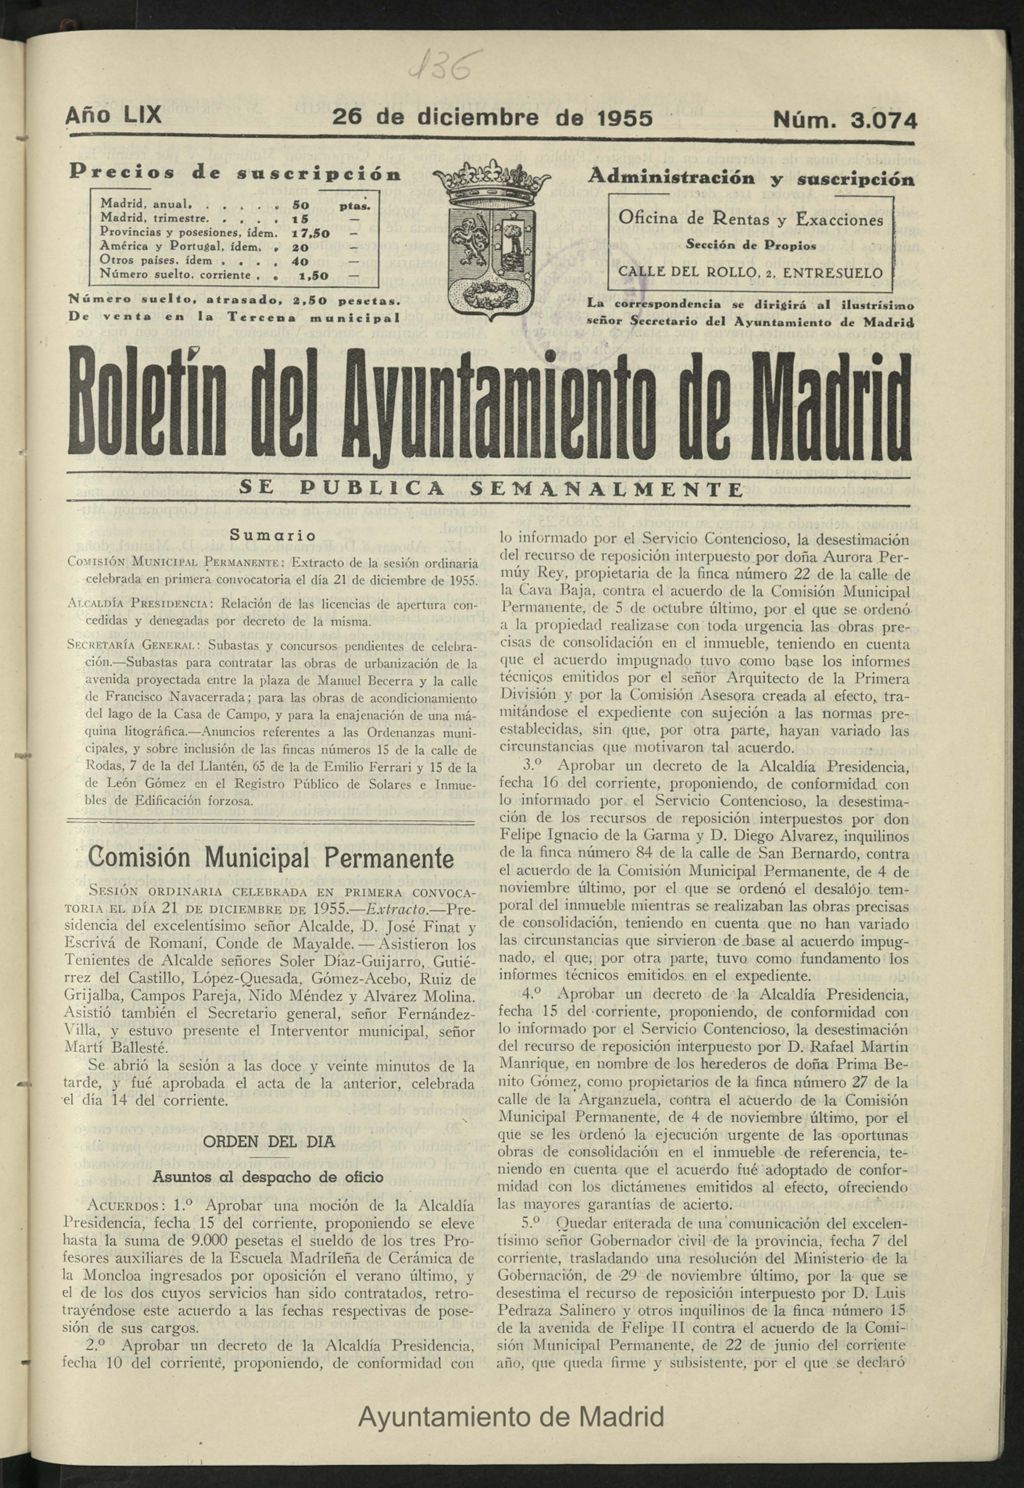 136
Año LIX 26 de diciembre de 1955 Núm. 3.074
Precios de suscripción
Madrid, anual. . . . . . 50 ptas.
Madrid, trimestre. . . . . 15 —
Provincias y posesiones, ídem. 17,50 —
América y Portugal, ídem. . 20 —
Otros países, ídem . . . . 40 —
Número suelto, corriente . . 1,50 —
Número suelto, atrasado, 2,50 pesetas.
De venta en la Tercena municipal
Administración y suscripción
Oficina de Rentas y Exacciones
Sección de Propios
CALLE DEL ROLLO, 2, ENTRESUELO
La correspondencia se dirigirá al ilustrísimo
señor Secretario del Ayuntamiento de Madrid
Boletín del Ayuntamiento de Madrid
SE PUBLICA SEMANALMENTE
Sumario
COMISIÓN MUNICIPAL PERMANENTE: Extracto de la sesión ordinaria
celebrada en primera convocatoria el día 21 de diciembre de 1955.
ALCALDÍA PRESIDENCIA: Relación de las licencias de apertura con-
cedidas y denegadas por decreto de la misma.
SECRETARÍA GENERAL: Subastas y concursos pendientes de celebra-
ción.—Subastas para contratar las obras de urbanización de la
avenida proyectada entre la plaza de Manuel Becerra y la calle
de Francisco Navacerrada; para las obras de acondicionamiento
del lago de la Casa de Campo, y para la enajenación de una má-
quina litográfica.—Anuncios referentes a las Ordenanzas muni-
cipales, y sobre inclusión de las fincas números 15 de la calle de
Rodas, 7 de la del Llantén, 65 de la de Emilio Ferrari y 15 de la
de León Gómez en el Registro Público de Solares e Inmue-
bles de Edificación forzosa.
Comisión Municipal Permanente
SESIÓN ORDINARIA CELEBRADA EN PRIMERA CONVOCA-
TORIA EL DÍA 21 DE DICIEMBRE DE 1955.—Extracto.—Pre-
sidencia del excelentísimo señor Alcalde, D. José Finat y
Escrivá de Romaní, Conde de Mayalde. — Asistieron los
Tenientes de Alcalde señores Soler Díaz-Guijarro, Gutié-
rrez del Castillo, López-Quesada, Gómez-Acebo, Ruiz de
Grijalba, Campos Pareja, Nido Méndez y Alvarez Molina.
Asistió también el Secretario general, señor Fernández-
Villa, y estuvo presente el Interventor municipal, señor
Martí Ballesté.
Se abrió la sesión a las doce y veinte minutos de la
tarde, y fué aprobada el acta de la anterior, celebrada
el día 14 del corriente.
ORDEN DEL DIA
Asuntos al despacho de oficio
ACUERDOS: 1.º Aprobar una moción de la Alcaldía
Presidencia, fecha 15 del corriente, proponiendo se eleve
hasta la suma de 9.000 pesetas el sueldo de los tres Pro-
fesores auxiliares de la Escuela Madrileña de Cerámica de
la Moncloa ingresados por oposición el verano último, y
el de los dos cuyos servicios han sido contratados, retro-
trayéndose este acuerdo a las fechas respectivas de pose-
sión de sus cargos.
2.º Aprobar un decreto de la Alcaldía Presidencia,
fecha 10 del corriente, proponiendo, de conformidad con
lo informado por el Servicio Contencioso, la desestimación
del recurso de reposición interpuesto por doña Aurora Per-
múy Rey, propietaria de la finca número 22 de la calle de
la Cava Baja, contra el acuerdo de la Comisión Municipal
Permanente, de 5 de octubre último, por el que se ordenó
a la propiedad realizase con toda urgencia las obras pre-
cisas de consolidación en el inmueble, teniendo en cuenta
que el acuerdo impugnado tuvo como base los informes
técnicos emitidos por el señor Arquitecto de la Primera
División y por la Comisión Asesora creada al efecto, tra-
mitándose el expediente con sujeción a las normas pre-
establecidas, sin que, por otra parte, hayan variado las
circunstancias que motivaron tal acuerdo.
3.º Aprobar un decreto de la Alcaldía Presidencia,
fecha 16 del corriente, proponiendo, de conformidad con
lo informado por el Servicio Contencioso, la desestima-
ción de los recursos de reposición interpuestos por don
Felipe Ignacio de la Garma y D. Diego Alvarez, inquilinos
de la finca número 84 de la calle de San Bernardo, contra
el acuerdo de la Comisión Municipal Permanente, de 4 de
noviembre último, por el que se ordenó el desalojo tem-
poral del inmueble mientras se realizaban las obras precisas
de consolidación, teniendo en cuenta que no han variado
las circunstancias que sirvieron de base al acuerdo impug-
nado, el que, por otra parte, tuvo como fundamento los
informes técnicos emitidos en el expediente.
4.º Aprobar un decreto de la Alcaldía Presidencia,
fecha 15 del corriente, proponiendo, de conformidad con
lo informado por el Servicio Contencioso, la desestimación
del recurso de reposición interpuesto por D. Rafael Martín
Manrique, en nombre de los herederos de doña Prima Be-
nito Gómez, como propietarios de la finca número 27 de la
calle de la Arganzuela, contra el acuerdo de la Comisión
Municipal Permanente, de 4 de noviembre último, por el
que se les ordenó la ejecución urgente de las oportunas
obras de consolidación en el inmueble de referencia, te-
niendo en cuenta que el acuerdo fué adoptado de confor-
midad con los dictámenes emitidos al efecto, ofreciendo
las mayores garantías de acierto.
5.º Quedar enterada de una comunicación del excelen-
tísimo señor Gobernador civil de la provincia, fecha 7 del
corriente, trasladando una resolución del Ministerio de la
Gobernación, de 29 de noviembre último, por la que se
desestima el recurso de reposición interpuesto por D. Luis
Pedraza Salinero y otros inquilinos de la finca número 15
de la avenida de Felipe II contra el acuerdo de la Comi-
sión Municipal Permanente, de 22 de junio del corriente
año, que queda firme y subsistente, por el que se declaró
Ayuntamiento de Madrid